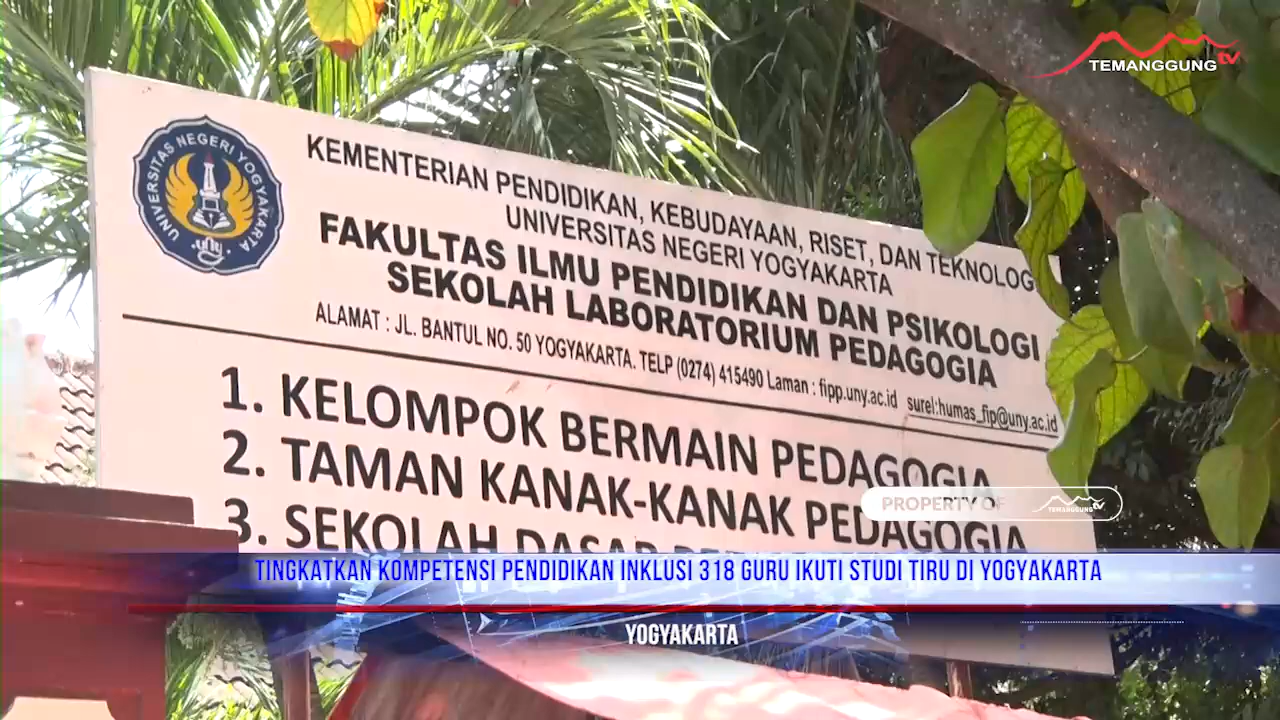 TEMANGGUNG tv
UNIVERSITAS NEGERI YOGYAKARTA
uny
KEMENTERIAN PENDIDIKAN, KEBUDAYAAN, RISET, DAN TEKNOLOG
UNIVERSITAS NEGERI YOGYAKARTA
FAKULTAS ILMU PENDIDIKAN DAN PSIKOLOGI
SEKOLAH LABORATORIUM PEDAGOGIA
ALAMAT : JL. BANTUL NO. 50 YOGYAKARTA. TELP (0274) 415490 Laman : fipp.uny.ac.id surel:humas_fip@uny.ac.id
1. KELOMPOK BERMAIN PEDAGOGIA
2. TAMAN KANAK-KANAK PEDAGOGIA
3. SEKOLAH DASAR
PROPERTY OF TEMANGGUNG tv
TINGKATKAN KOMPETENSI PENDIDIKAN INKLUSI 318 GURU IKUTI STUDI TIRU DI YOGYAKARTA
YOGYAKARTA